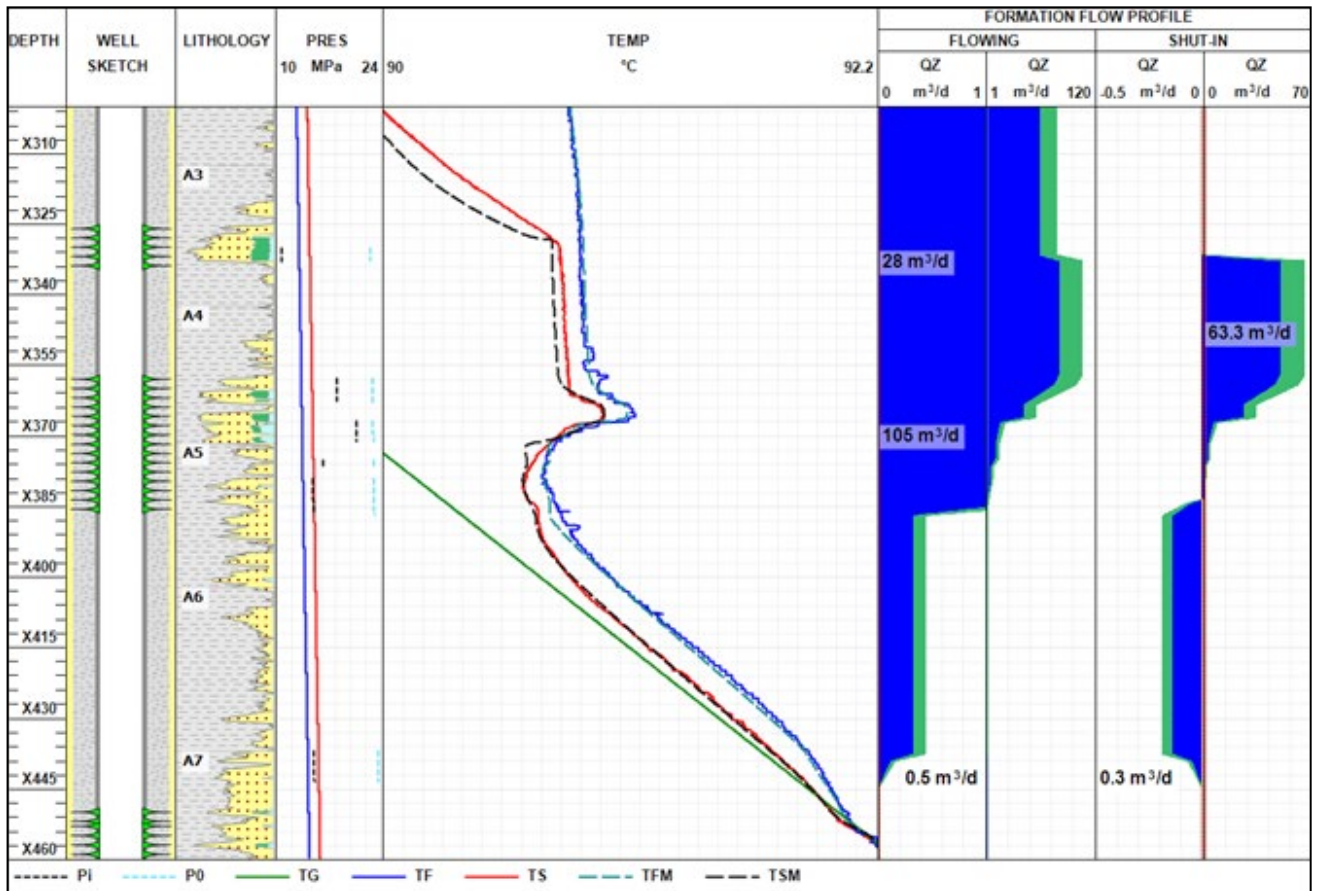 FORMATION FLOW PROFILE
DEPTH WELL LITHOLOGY PRES TEMP FLOWING SHUT-IN
SKETCH 10 MPa 24 90 °C 92.2
QZ QZ QZ QZ
0 m³/d 1 1 m³/d 120 -0.5 m³/d 0 0 m³/d 70
X310
A3
X325
28 m³/d
X340
A4
63.3 m³/d
X355
X370
105 m³/d
A5
X385
X400
A6
X415
X430
A7
X445 0.5 m³/d 0.3 m³/d
X460
Pi P0 TG TF TS TFM TSM